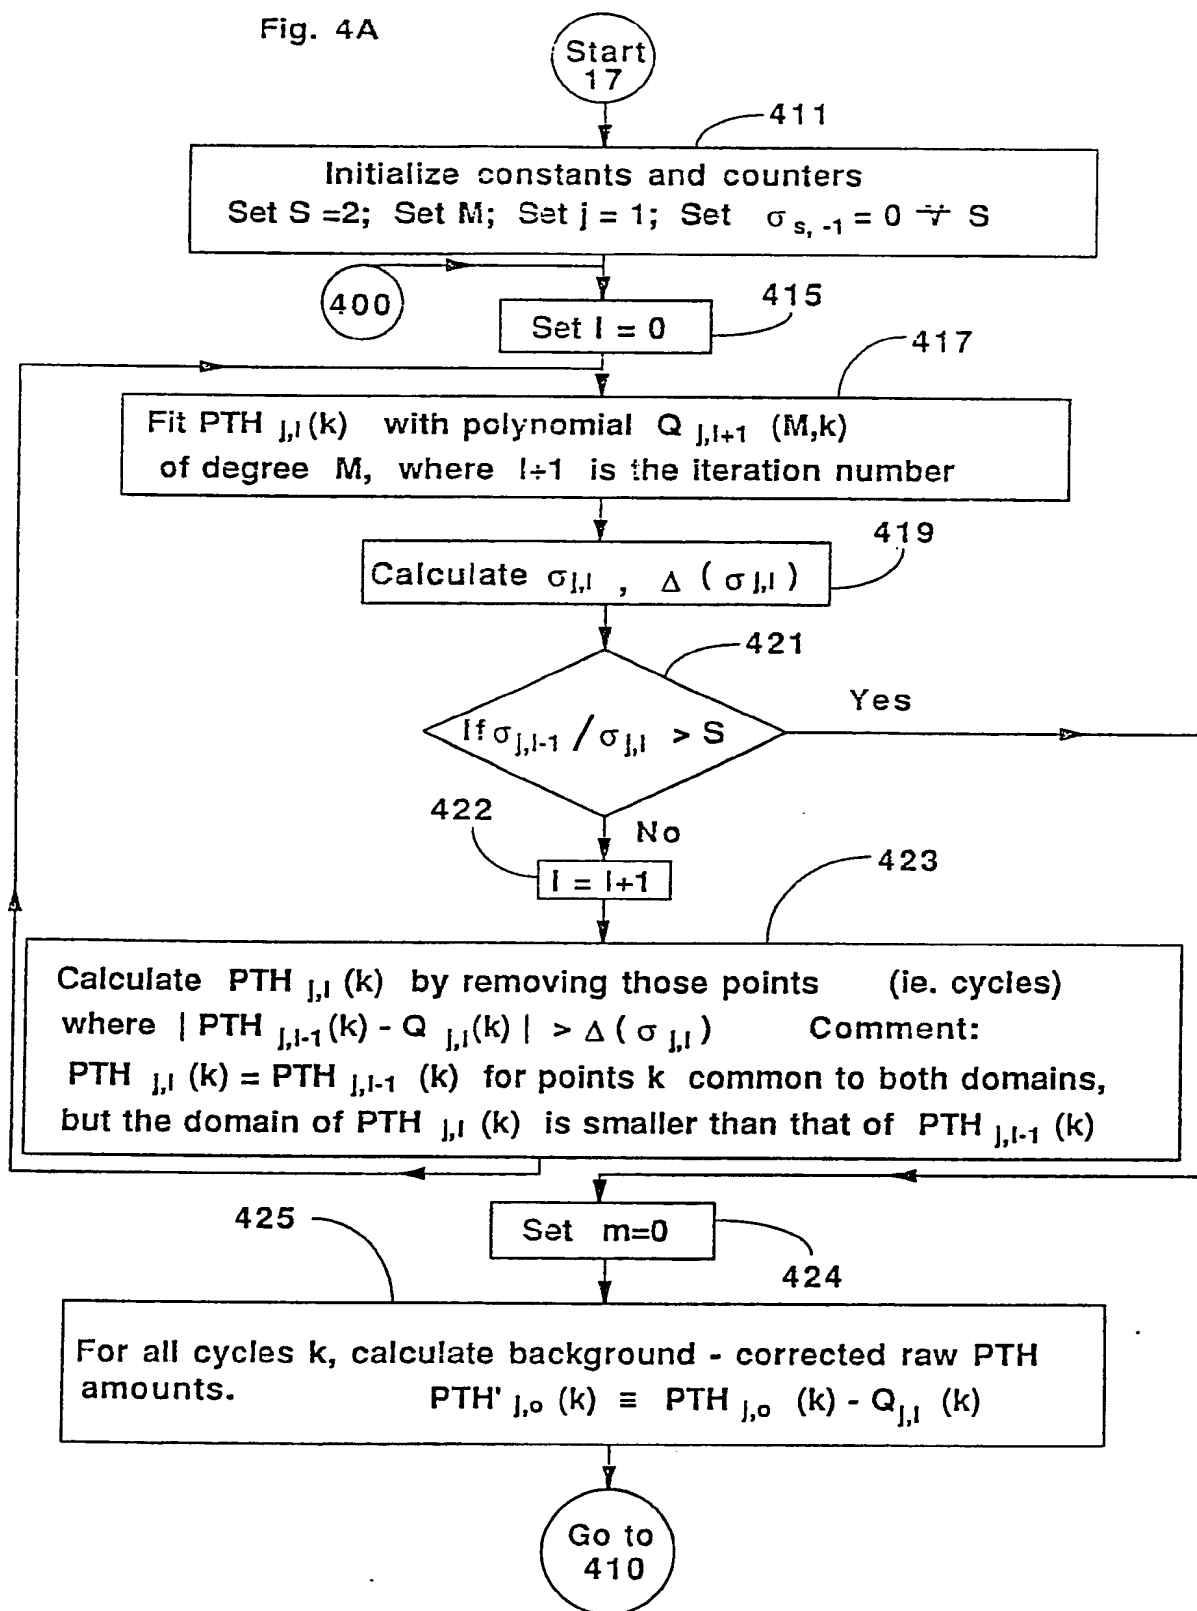 Fig. 4A
Start
17
411
Initialize constants and counters
Set S =2; Set M; Set j = 1; Set σ s, -1 = 0 ∀ S
400
415
Set l = 0
417
Fit PTH j,l (k) with polynomial Q j,l+1 (M,k)
of degree M, where l+1 is the iteration number
419
Calculate σ j,l , Δ ( σ j,l )
421
If σ j,l-1 / σ j,l > S
Yes
422
No
l = l+1
423
Calculate PTH j,l (k) by removing those points (ie. cycles)
where | PTH j,l-1 (k) - Q j,l (k) | > Δ ( σ j,l ) Comment:
PTH j,l (k) = PTH j,l-1 (k) for points k common to both domains,
but the domain of PTH j,l (k) is smaller than that of PTH j,l-1 (k)
425
Set m=0
424
For all cycles k, calculate background - corrected raw PTH
amounts. PTH' j,o (k) ≡ PTH j,o (k) - Q j,l (k)
Go to
410